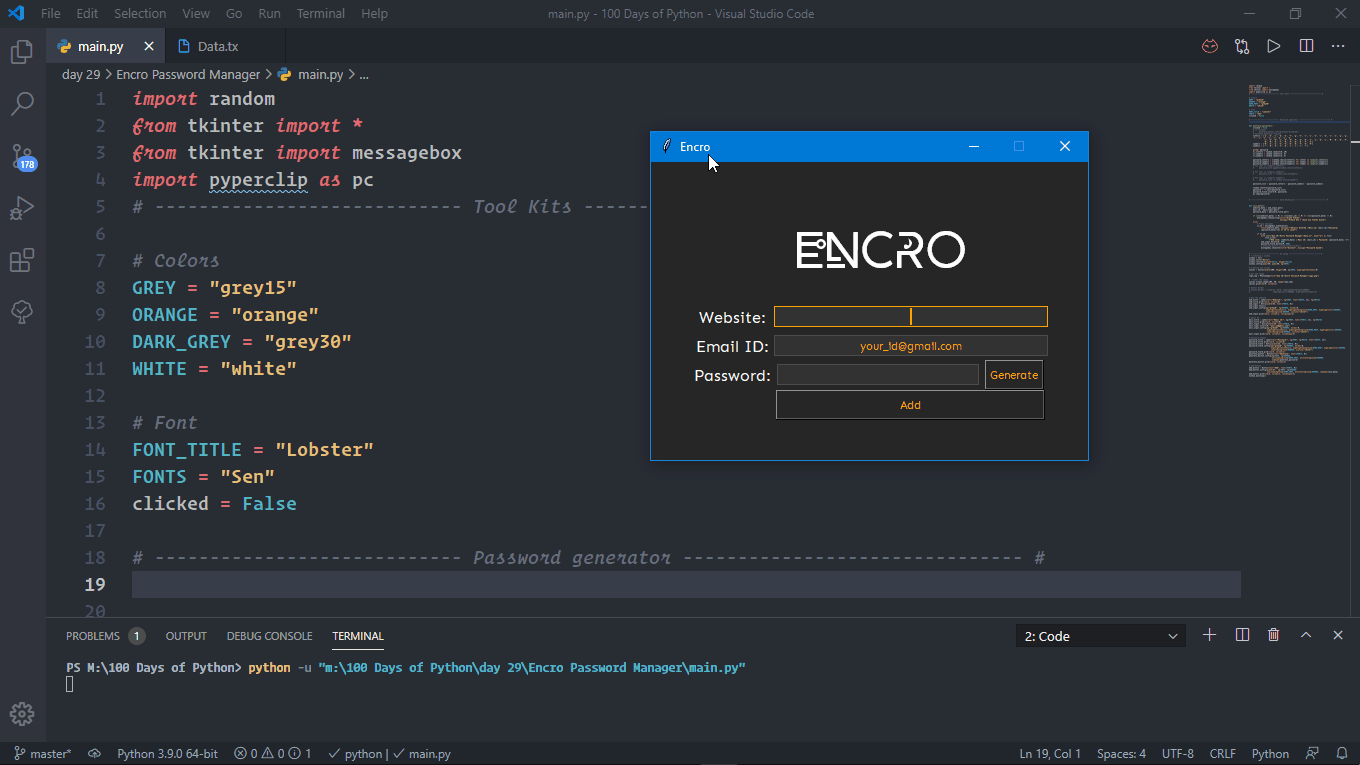 File Edit Selection View Go Run Terminal Help main.py - 100 Days of Python - Visual Studio Code
main.py Data.tx
day 29 > Encro Password Manager > main.py > ...
1 import random
2 from tkinter import *
3 from tkinter import messagebox
4 import pyperclip as pc
5 # ---------------------------- Tool Kits ------
6
7 # Colors
8 GREY = "grey15"
9 ORANGE = "orange"
10 DARK_GREY = "grey30"
11 WHITE = "white"
12
13 # Font
14 FONT_TITLE = "Lobster"
15 FONTS = "Sen"
16 clicked = False
17
18 # ---------------------------- Password generator ------------------------------- #
19
20
Encro
ENCRO
Website:
Email ID: your_id@gmail.com
Password: Generate
Add
178
PROBLEMS 1 OUTPUT DEBUG CONSOLE TERMINAL 2: Code
PS M:\100 Days of Python> python -u "m:\100 Days of Python\day 29\Encro Password Manager\main.py"
master* Python 3.9.0 64-bit 0 0 1 python | main.py Ln 19, Col 1 Spaces: 4 UTF-8 CRLF Python